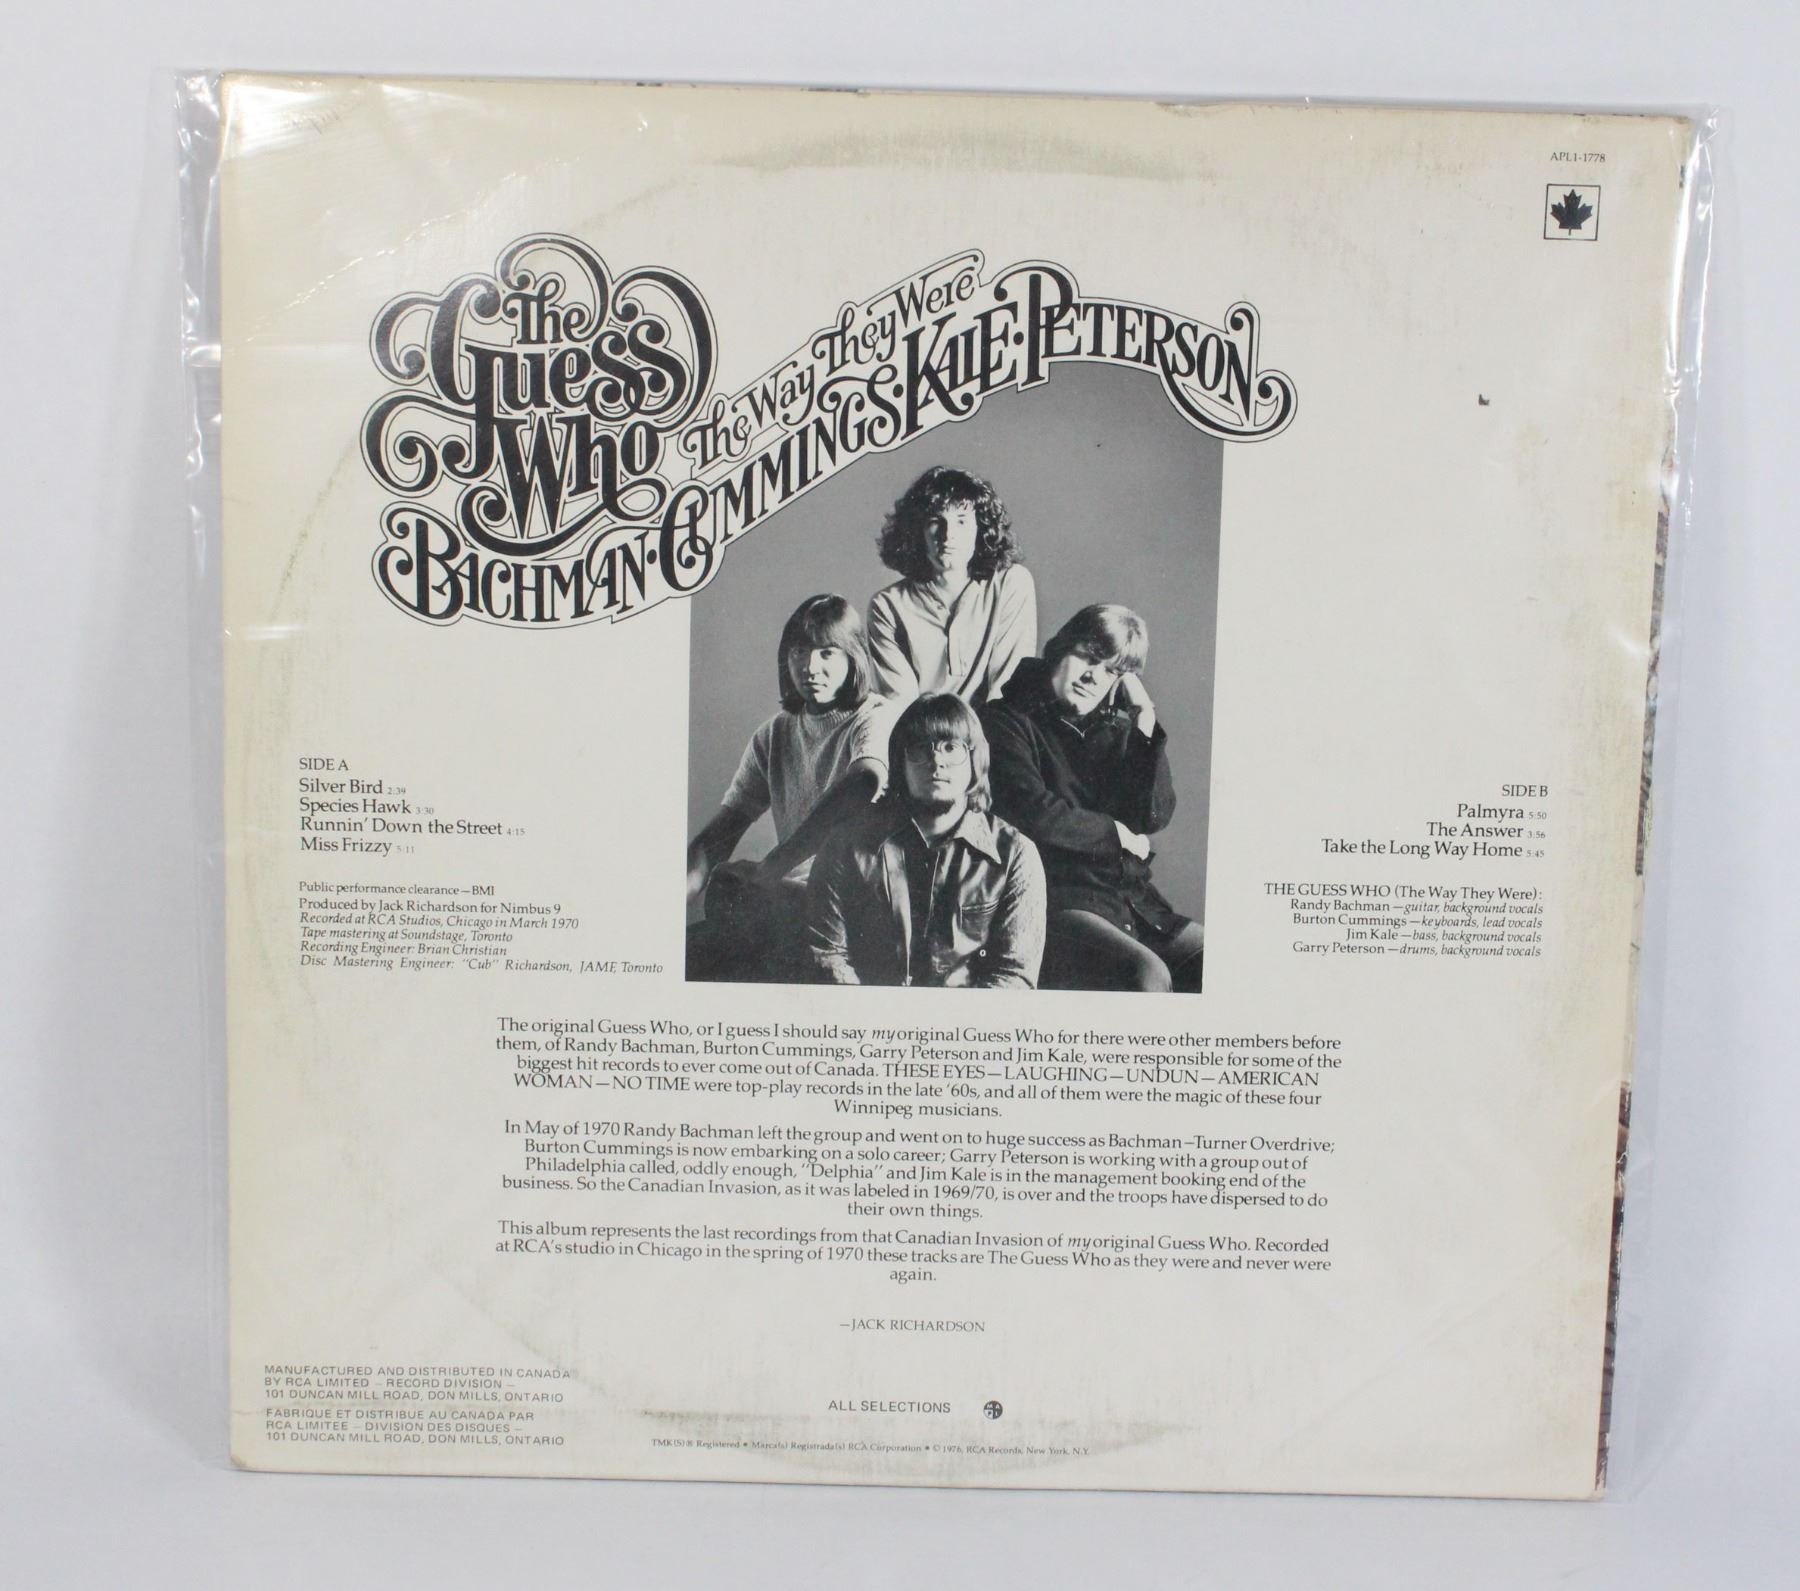 APL1-1778
The
Guess
Who
The Way They Were
BACHMAN·CUMMINGS·KALE·PETERSON
SIDE A
Silver Bird 2:39
Species Hawk 3:30
Runnin' Down the Street 4:15
Miss Frizzy 5:11
Public performance clearance—BMI
Produced by Jack Richardson for Nimbus 9
Recorded at RCA Studios, Chicago in March 1970
Tape mastering at Soundstage, Toronto
Recording Engineer: Brian Christian
Disc Mastering Engineer: "Cub" Richardson, JAMF, Toronto
SIDE B
Palmyra 5:50
The Answer 3:56
Take the Long Way Home 5:45
THE GUESS WHO (The Way They Were):
Randy Bachman—guitar, background vocals
Burton Cummings—keyboards, lead vocals
Jim Kale—bass, background vocals
Garry Peterson—drums, background vocals
The original Guess Who, or I guess I should say my original Guess Who for there were other members before
them, of Randy Bachman, Burton Cummings, Garry Peterson and Jim Kale, were responsible for some of the
biggest hit records to ever come out of Canada. THESE EYES—LAUGHING—UNDUN—AMERICAN
WOMAN—NO TIME were top-play records in the late '60s, and all of them were the magic of these four
Winnipeg musicians.
In May of 1970 Randy Bachman left the group and went on to huge success as Bachman–Turner Overdrive;
Burton Cummings is now embarking on a solo career; Garry Peterson is working with a group out of
Philadelphia called, oddly enough, "Delphia" and Jim Kale is in the management booking end of the
business. So the Canadian Invasion, as it was labeled in 1969/70, is over and the troops have dispersed to do
their own things.
This album represents the last recordings from that Canadian Invasion of my original Guess Who. Recorded
at RCA's studio in Chicago in the spring of 1970 these tracks are The Guess Who as they were and never were
again.
—JACK RICHARDSON
MANUFACTURED AND DISTRIBUTED IN CANADA
BY RCA LIMITED – RECORD DIVISION –
101 DUNCAN MILL ROAD, DON MILLS, ONTARIO
FABRIQUE ET DISTRIBUE AU CANADA PAR
RCA LIMITEE – DIVISION DES DISQUES –
101 DUNCAN MILL ROAD, DON MILLS, ONTARIO
ALL SELECTIONS
TMK(S)® Registered • Marca(s) Registrada(s) RCA Corporation • © 1976, RCA Records, New York, N.Y.